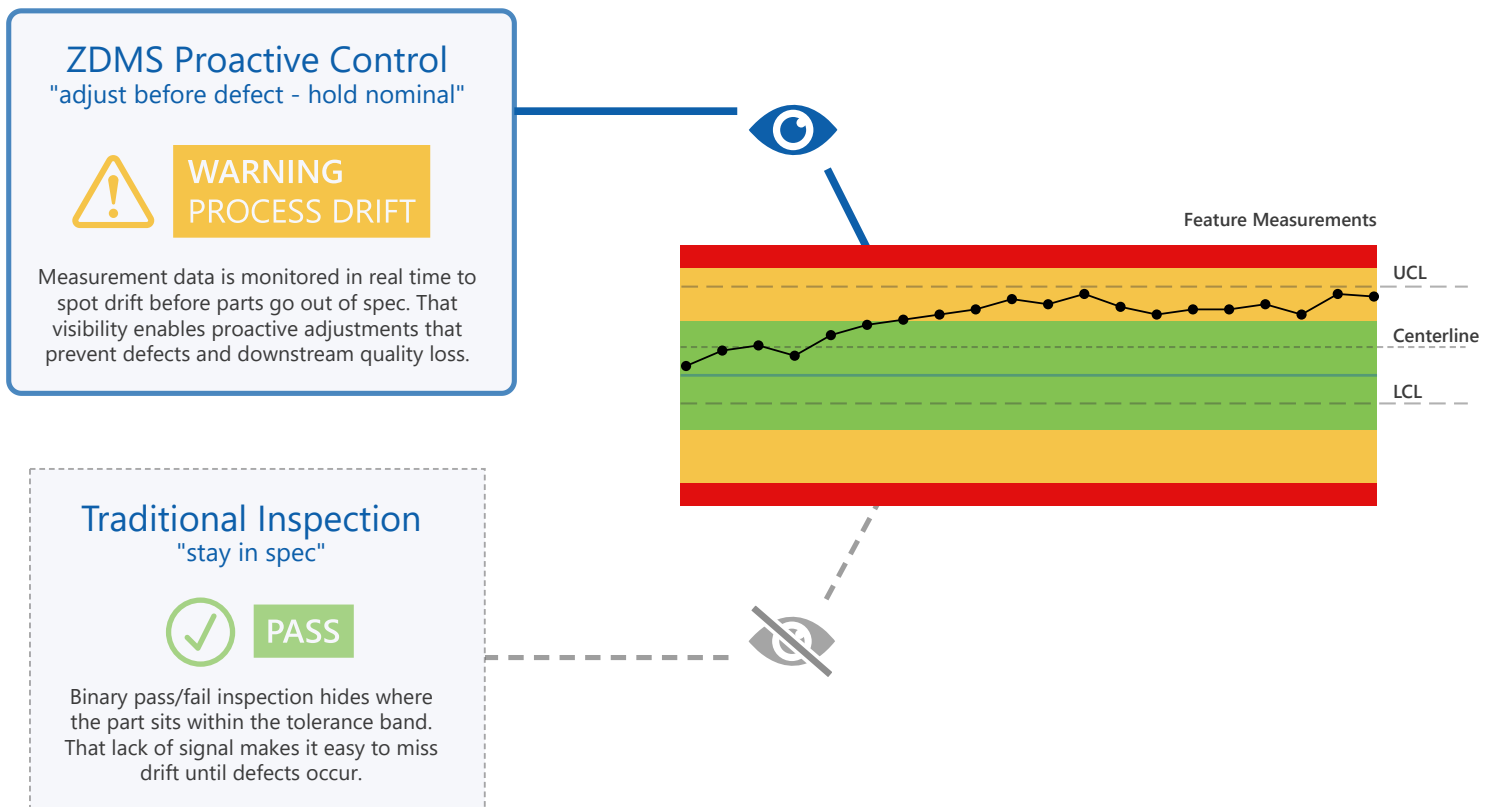 ZDMS Proactive Control
"adjust before defect - hold nominal"
WARNING
PROCESS DRIFT
Measurement data is monitored in real time to
spot drift before parts go out of spec. That
visibility enables proactive adjustments that
prevent defects and downstream quality loss.
Feature Measurements
UCL
Centerline
LCL
Traditional Inspection
"stay in spec"
PASS
Binary pass/fail inspection hides where
the part sits within the tolerance band.
That lack of signal makes it easy to miss
drift until defects occur.